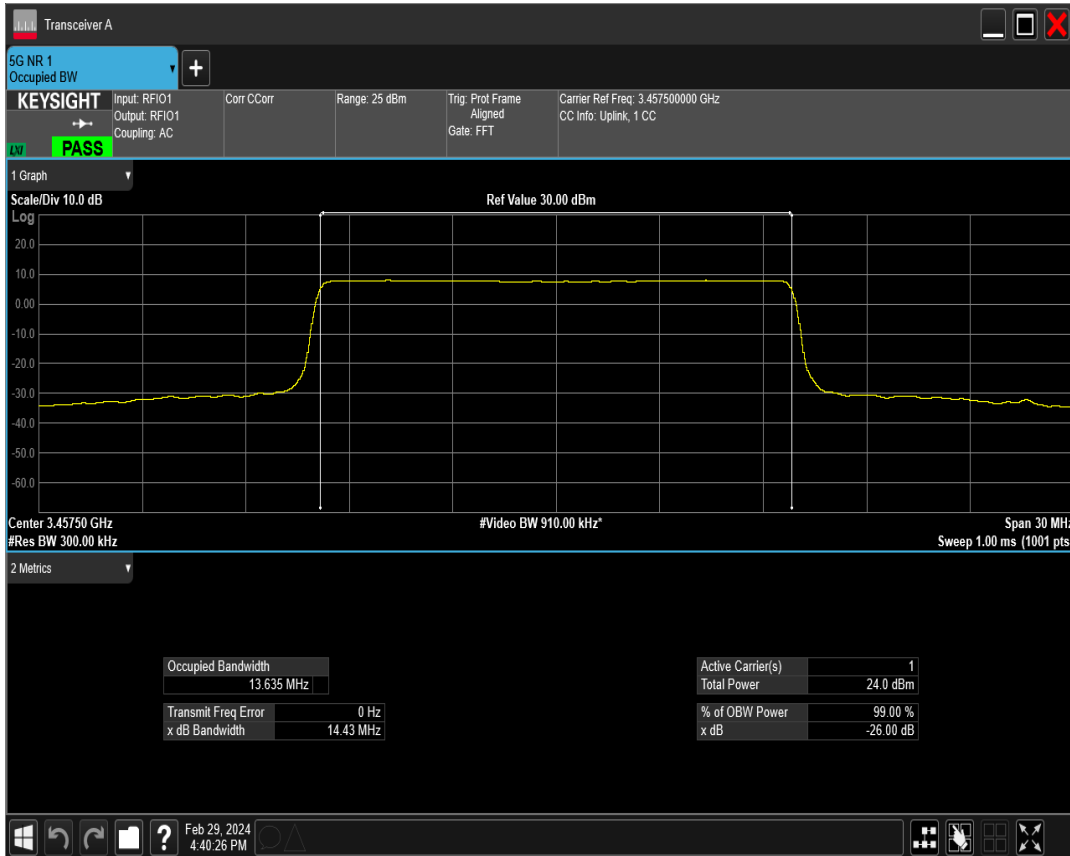 Transceiver A
5G NR 1
Occupied BW
KEYSIGHT
LXI
PASS
Input: RFIO1
Output: RFIO1
Coupling: AC
Corr CCorr
Range: 25 dBm
Trig: Prot Frame
Aligned
Gate: FFT
Carrier Ref Freq: 3.457500000 GHz
CC Info: Uplink, 1 CC
1 Graph
Scale/Div 10.0 dB
Ref Value 30.00 dBm
Log
20.0
10.0
0.00
-10.0
-20.0
-30.0
-40.0
-50.0
-60.0
Center 3.45750 GHz
#Video BW 910.00 kHz*
Span 30 MHz
#Res BW 300.00 kHz
Sweep 1.00 ms (1001 pts
2 Metrics
Occupied Bandwidth
13.635 MHz
Transmit Freq Error 0 Hz
x dB Bandwidth 14.43 MHz
Active Carrier(s) 1
Total Power 24.0 dBm
% of OBW Power 99.00 %
x dB -26.00 dB
?
Feb 29, 2024
4:40:26 PM